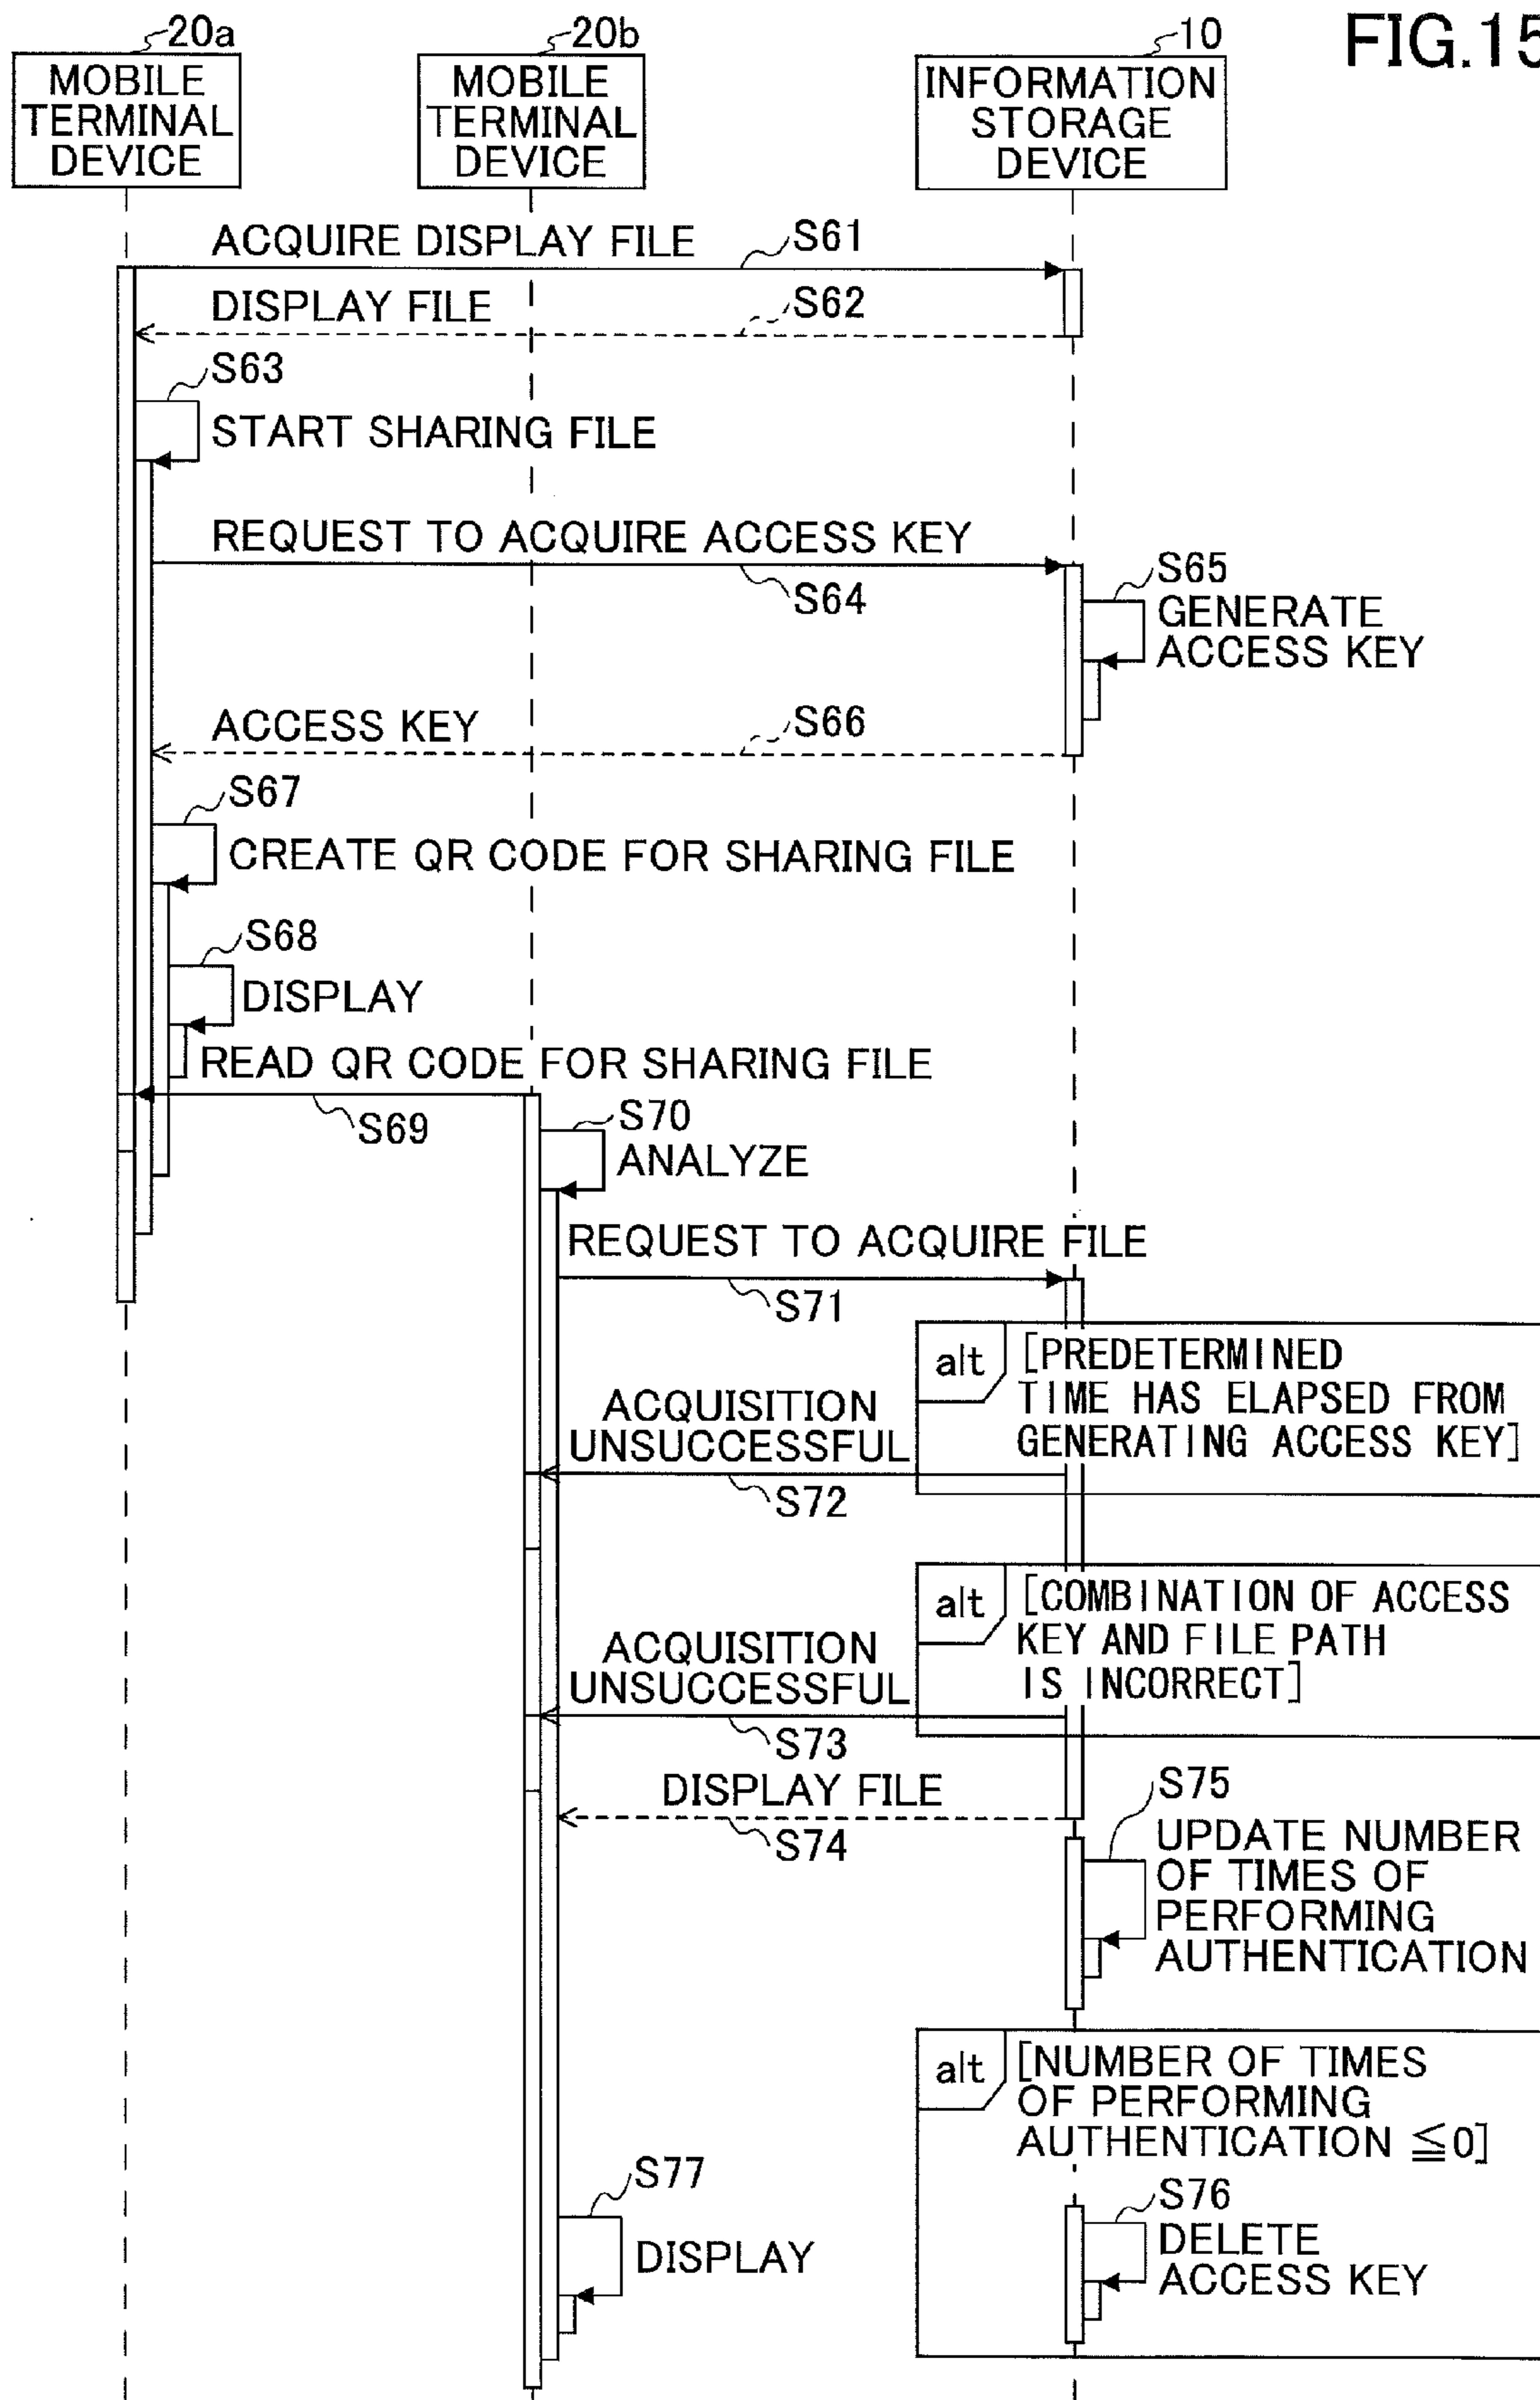 FIG.15
20a
20b
10
MOBILE
TERMINAL
DEVICE
MOBILE
TERMINAL
DEVICE
INFORMATION
STORAGE
DEVICE
ACQUIRE DISPLAY FILE
S61
DISPLAY FILE
S62
S63
START SHARING FILE
REQUEST TO ACQUIRE ACCESS KEY
S64
S65
GENERATE
ACCESS KEY
ACCESS KEY
S66
S67
CREATE QR CODE FOR SHARING FILE
S68
DISPLAY
READ QR CODE FOR SHARING FILE
S69
S70
ANALYZE
REQUEST TO ACQUIRE FILE
S71
alt
[PREDETERMINED
TIME HAS ELAPSED FROM
GENERATING ACCESS KEY]
ACQUISITION
UNSUCCESSFUL
S72
alt
[COMBINATION OF ACCESS
KEY AND FILE PATH
IS INCORRECT]
ACQUISITION
UNSUCCESSFUL
S73
DISPLAY FILE
S74
S75
UPDATE NUMBER
OF TIMES OF
PERFORMING
AUTHENTICATION
alt
[NUMBER OF TIMES
OF PERFORMING
AUTHENTICATION ≦0]
S76
DELETE
ACCESS KEY
S77
DISPLAY